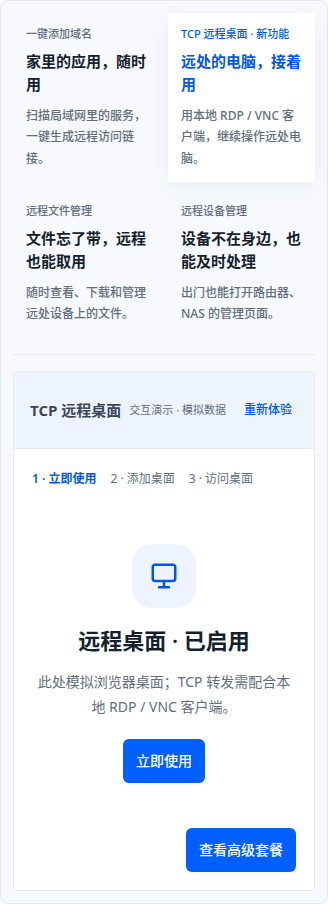 一键添加域名
家里的应用，随时
用
扫描局域网里的服务，
一键生成远程访问链
接。
TCP 远程桌面 · 新功能
远处的电脑，接着
用
用本地 RDP / VNC 客
户端，继续操作远处电
脑。
远程文件管理
文件忘了带，远程
也能取用
随时查看、下载和管理
远处设备上的文件。
远程设备管理
设备不在身边，也
能及时处理
出门也能打开路由器、
NAS 的管理页面。
TCP 远程桌面 交互演示 · 模拟数据 重新体验
1 · 立即使用 2 · 添加桌面 3 · 访问桌面
远程桌面 · 已启用
此处模拟浏览器桌面；TCP 转发需配合本
地 RDP / VNC 客户端。
立即使用
查看高级套餐